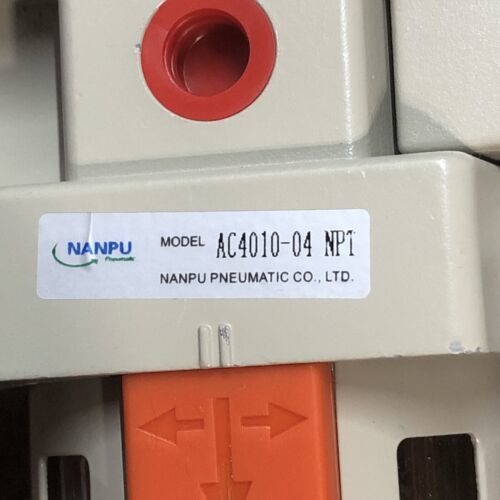 NANPU
Pneumatic
MODEL AC4010-04 NPT
NANPU PNEUMATIC CO., LTD.